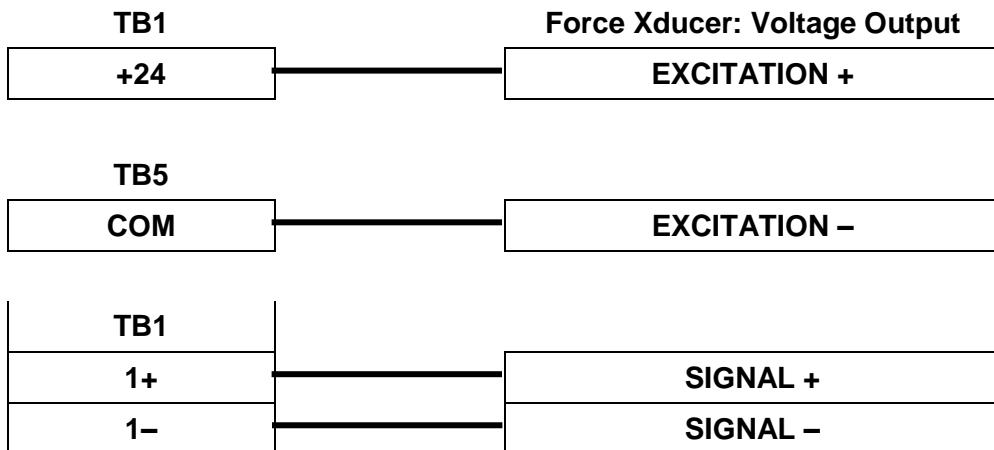 TB1 Force Xducer: Voltage Output
+24 EXCITATION +
TB5
COM EXCITATION –
TB1
1+ SIGNAL +
1– SIGNAL –